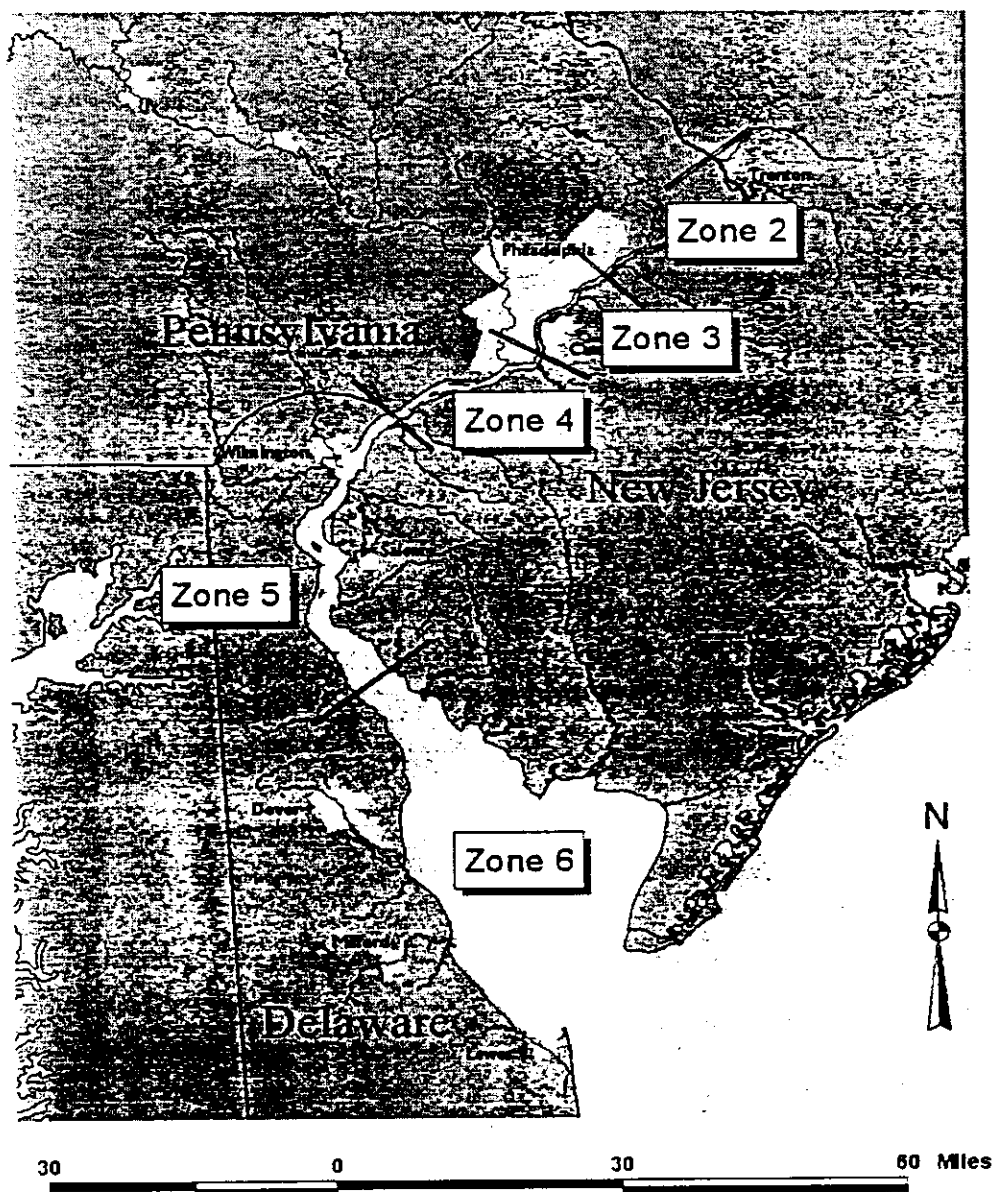 Trenton
Zone 2
Philadelphia
Pennsylvania
Zone 3
Zone 4
Wilmington
New Jersey
Salem
Zone 5
Dover
Zone 6
N
Milford
Delaware
Lewes
30 0 30 60 Miles